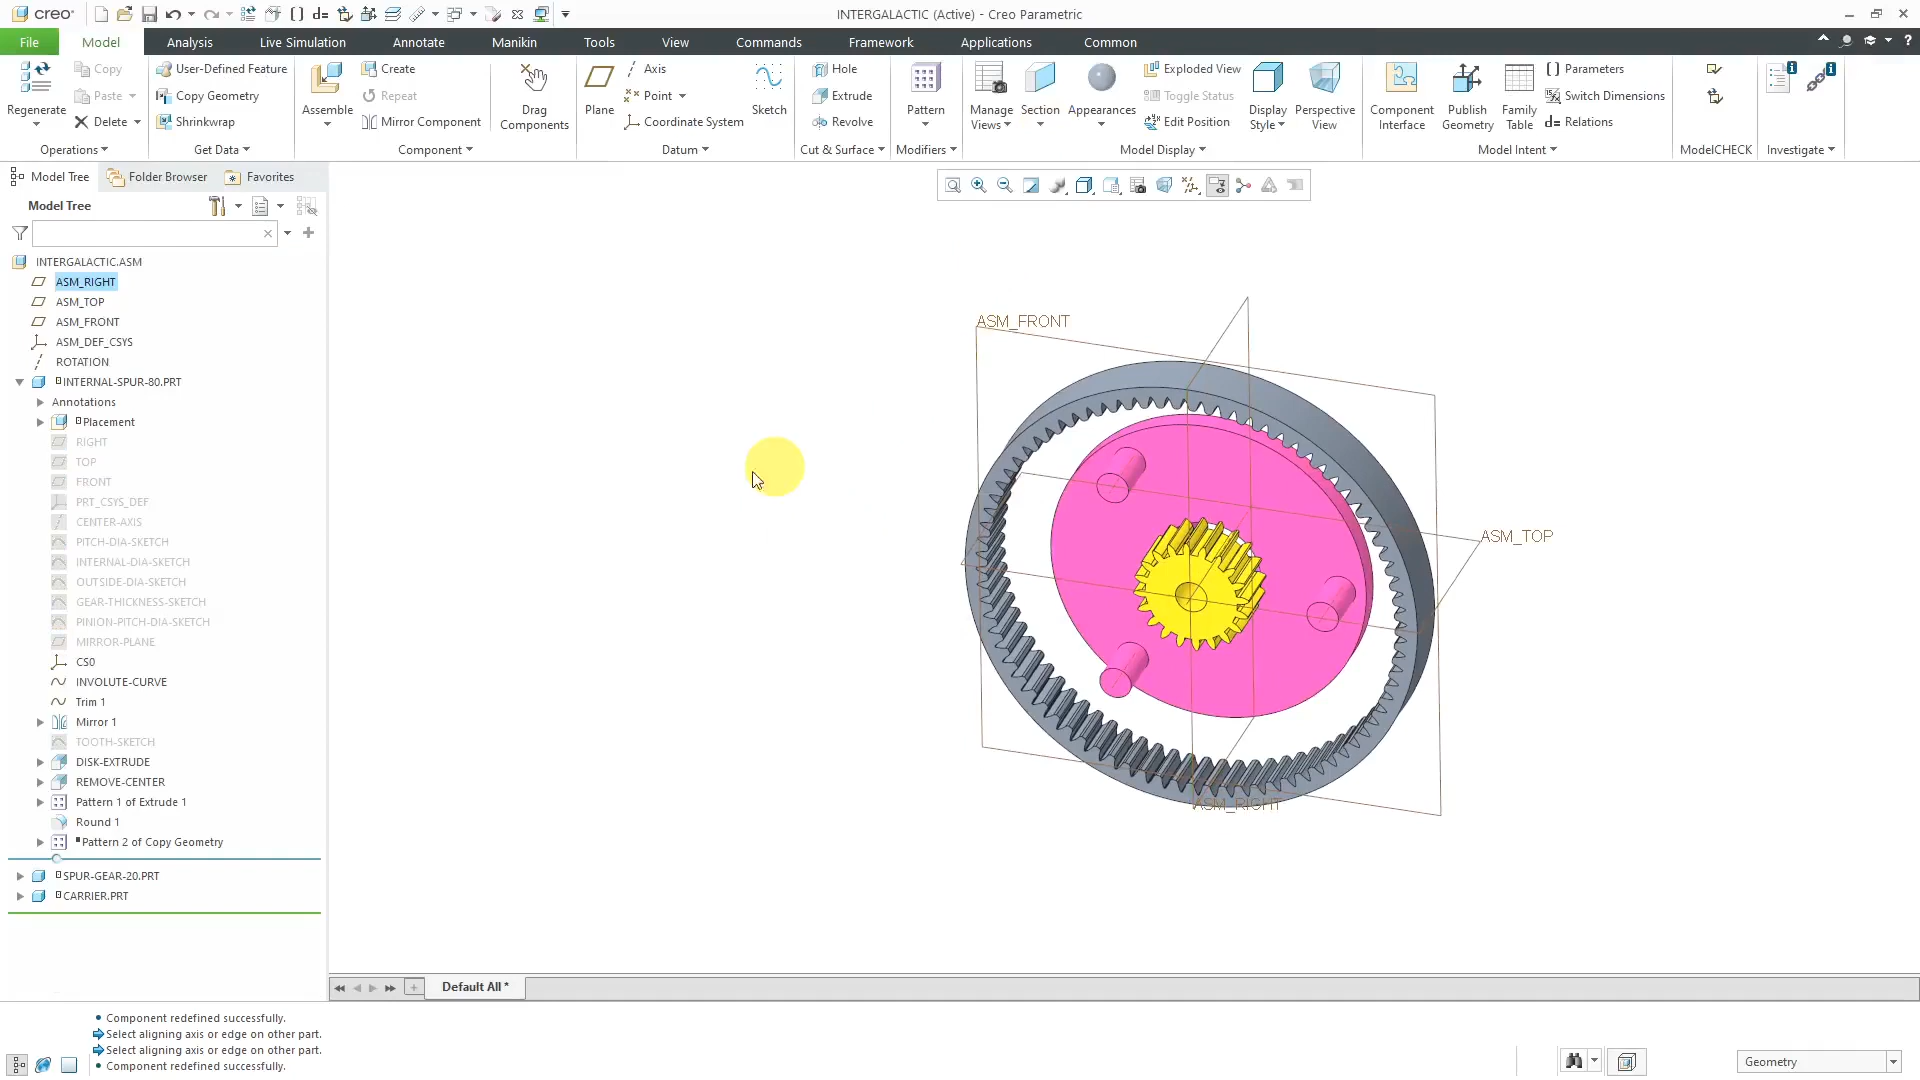 creo
INTERGALACTIC (Active) - Creo Parametric
File
Model
Analysis
Live Simulation
Annotate
Manikin
Tools
View
Commands
Framework
Applications
Common
Regenerate
Copy
Paste
Delete
Operations
User-Defined Feature
Copy Geometry
Shrinkwrap
Get Data
Assemble
Create
Repeat
Mirror Component
Component
Drag
Components
Plane
Axis
Point
Coordinate System
Sketch
Datum
Hole
Extrude
Revolve
Cut & Surface
Pattern
Modifiers
Manage
Views
Section
Appearances
Exploded View
Toggle Status
Edit Position
Display
Style
Perspective
View
Model Display
Component
Interface
Publish
Geometry
Family
Table
Parameters
Switch Dimensions
d= Relations
Model Intent
ModelCHECK
Investigate
Model Tree
Folder Browser
Favorites
Model Tree
INTERGALACTIC.ASM
ASM_RIGHT
ASM_TOP
ASM_FRONT
ASM_DEF_CSYS
ROTATION
INTERNAL-SPUR-80.PRT
Annotations
Placement
RIGHT
TOP
FRONT
PRT_CSYS_DEF
CENTER-AXIS
PITCH-DIA-SKETCH
INTERNAL-DIA-SKETCH
OUTSIDE-DIA-SKETCH
GEAR-THICKNESS-SKETCH
PINION-PITCH-DIA-SKETCH
MIRROR-PLANE
CS0
INVOLUTE-CURVE
Trim 1
Mirror 1
TOOTH-SKETCH
DISK-EXTRUDE
REMOVE-CENTER
Pattern 1 of Extrude 1
Round 1
Pattern 2 of Copy Geometry
SPUR-GEAR-20.PRT
CARRIER.PRT
ASM_FRONT
ASM_TOP
ASM_RIGHT
Default All *
Component redefined successfully.
Select aligning axis or edge on other part.
Select aligning axis or edge on other part.
Component redefined successfully.
Geometry